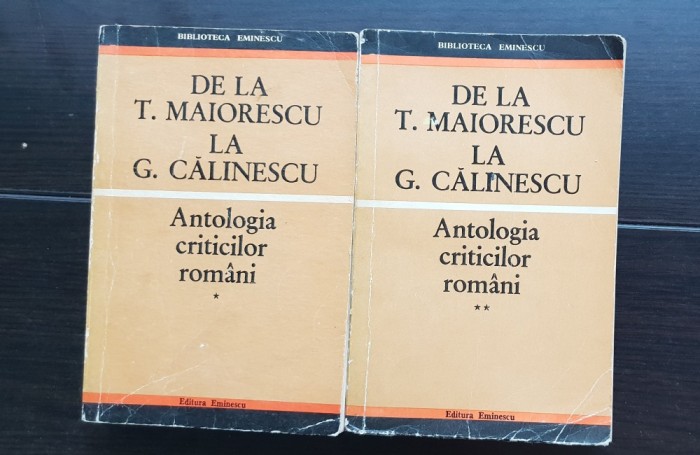 BIBLIOTECA EMINESCU
DE LA
T. MAIORESCU
LA
G. CĂLINESCU
Antologia
criticilor
români
*
Editura Eminescu
BIBLIOTECA EMINESCU
DE LA
T. MAIORESCU
LA
G. CĂLINESCU
Antologia
criticilor
români
**
Editura Eminescu